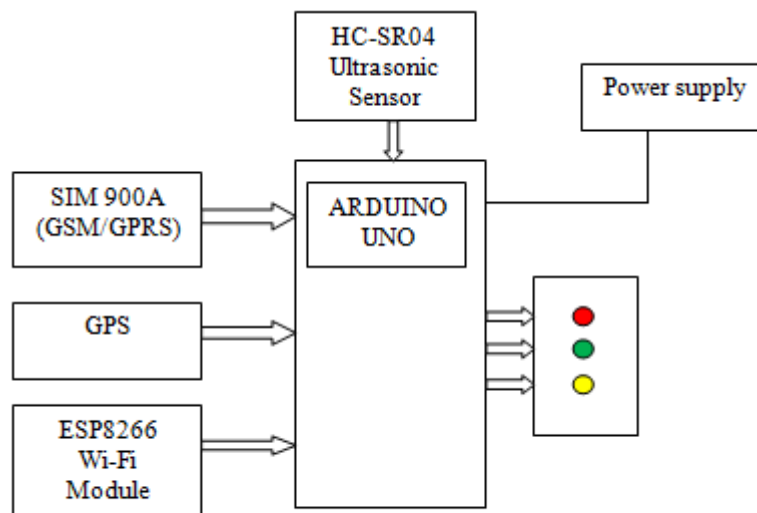 HC-SR04
Ultrasonic
Sensor
Power supply
SIM 900A
(GSM/GPRS)
ARDUINO
UNO
GPS
ESP8266
Wi-Fi
Module